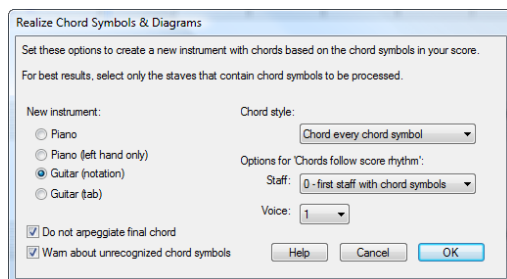 Realize Chord Symbols & Diagrams
Set these options to create a new instrument with chords based on the chord symbols in your score.
For best results, select only the staves that contain chord symbols to be processed.
New instrument:
Piano
Piano (left hand only)
Guitar (notation)
Guitar (tab)
Chord style:
Chord every chord symbol
Options for 'Chords follow score rhythm':
Staff: 0 - first staff with chord symbols
Voice: 1
Do not arpeggiate final chord
Warn about unrecognized chord symbols
Help Cancel OK